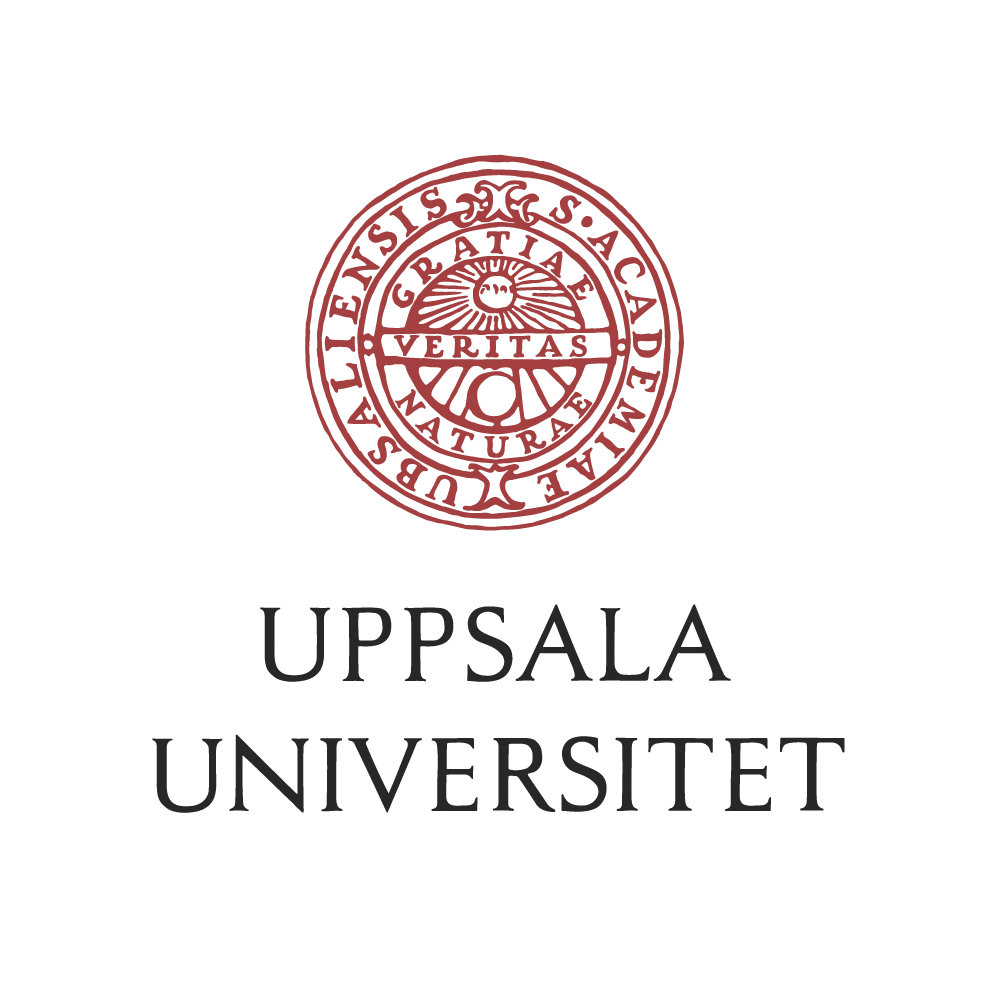 S · ACADEMIAE UBSALIENSIS
GRATIAE
VERITAS
NATURAE
UPPSALA
UNIVERSITET